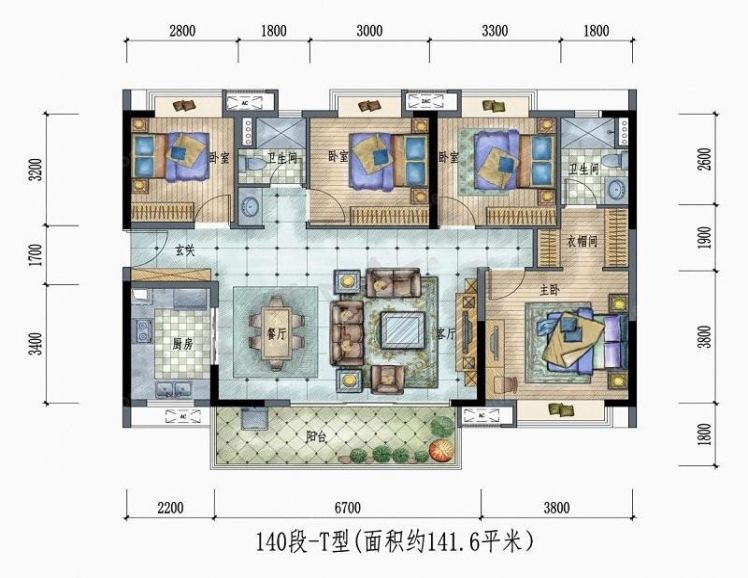 2800 1800 3000 3300 1800
AC 2AC
3200 卧室 卫生间 卧室 卧室 卫生间 2600
1700 玄关 衣帽间 1900
主卧
3400 厨房 餐厅 客厅 3800
AC AC
阳台 1800
2200 6700 3800
140段-T型(面积约141.6平米)